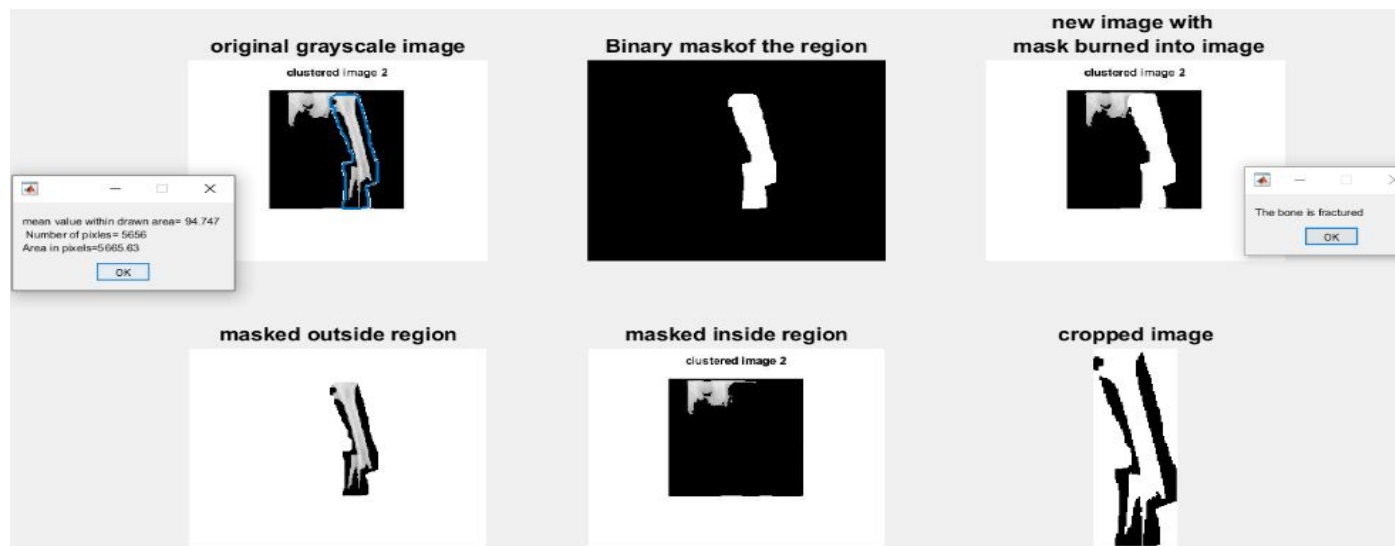 original grayscale image
clustered image 2
Binary maskof the region
new image with
mask burned into image
clustered image 2
mean value within drawn area= 94.747
Number of pixles= 5656
Area in pixels=5665.63
OK
The bone is fractured
OK
masked outside region
masked inside region
clustered image 2
cropped image